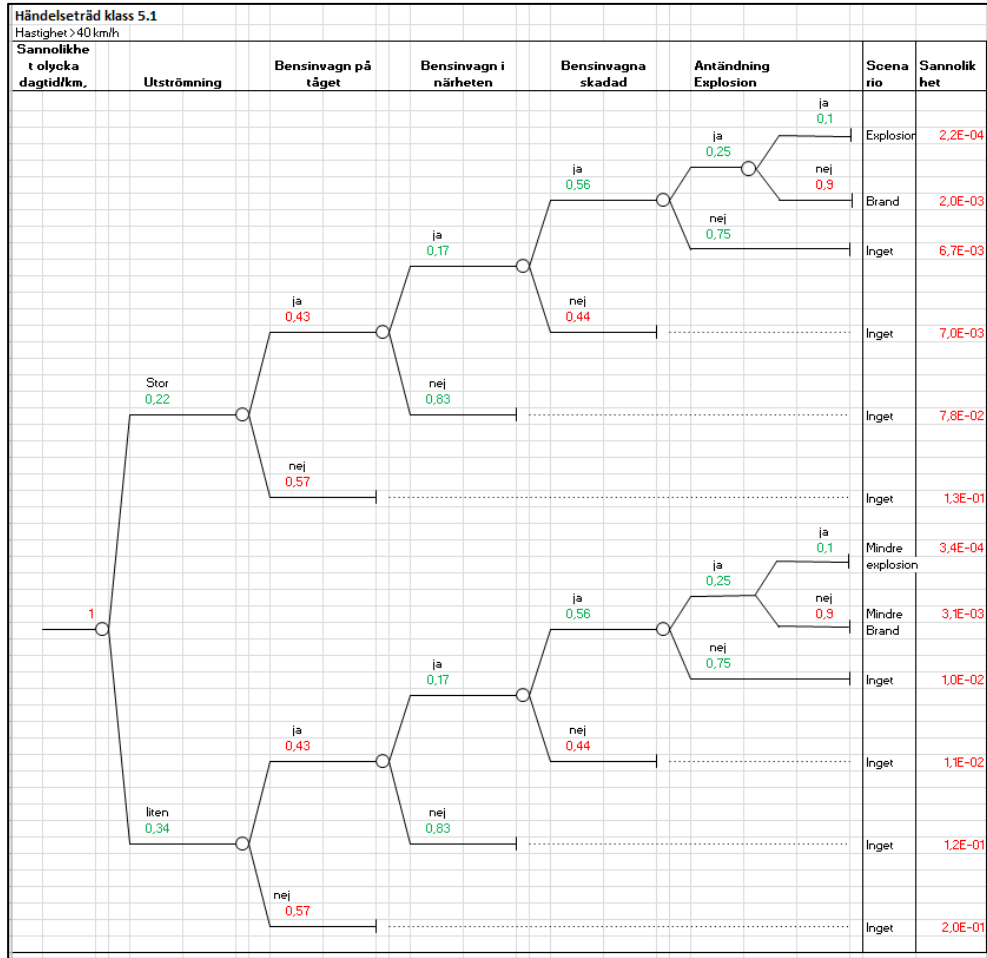 Händelseträd klass 5.1
Hastighet>40 km/h
Sannolikhe
t olycka
dagtid/km,
Utströmning
Bensinvagn på
tåget
Bensinvagn i
närheten
Bensinvagna
skadad
Antändning
Explosion
Scena
rio
Sannolik
het
ja
0,1
Explosion
2,2E-04
ja
0,25
nej
0,9
Brand
2,0E-03
ja
0,56
nej
0,75
Inget
6,7E-03
ja
0,17
nej
0,44
Inget
7,0E-03
ja
0,43
nej
0,83
Inget
7,8E-02
Stor
0,22
nej
0,57
Inget
1,3E-01
1
ja
0,1
Mindre
explosion
3,4E-04
ja
0,25
nej
0,9
Mindre
Brand
3,1E-03
ja
0,56
nej
0,75
Inget
1,0E-02
ja
0,17
nej
0,44
Inget
1,1E-02
ja
0,43
nej
0,83
Inget
1,2E-01
liten
0,34
nej
0,57
Inget
2,0E-01